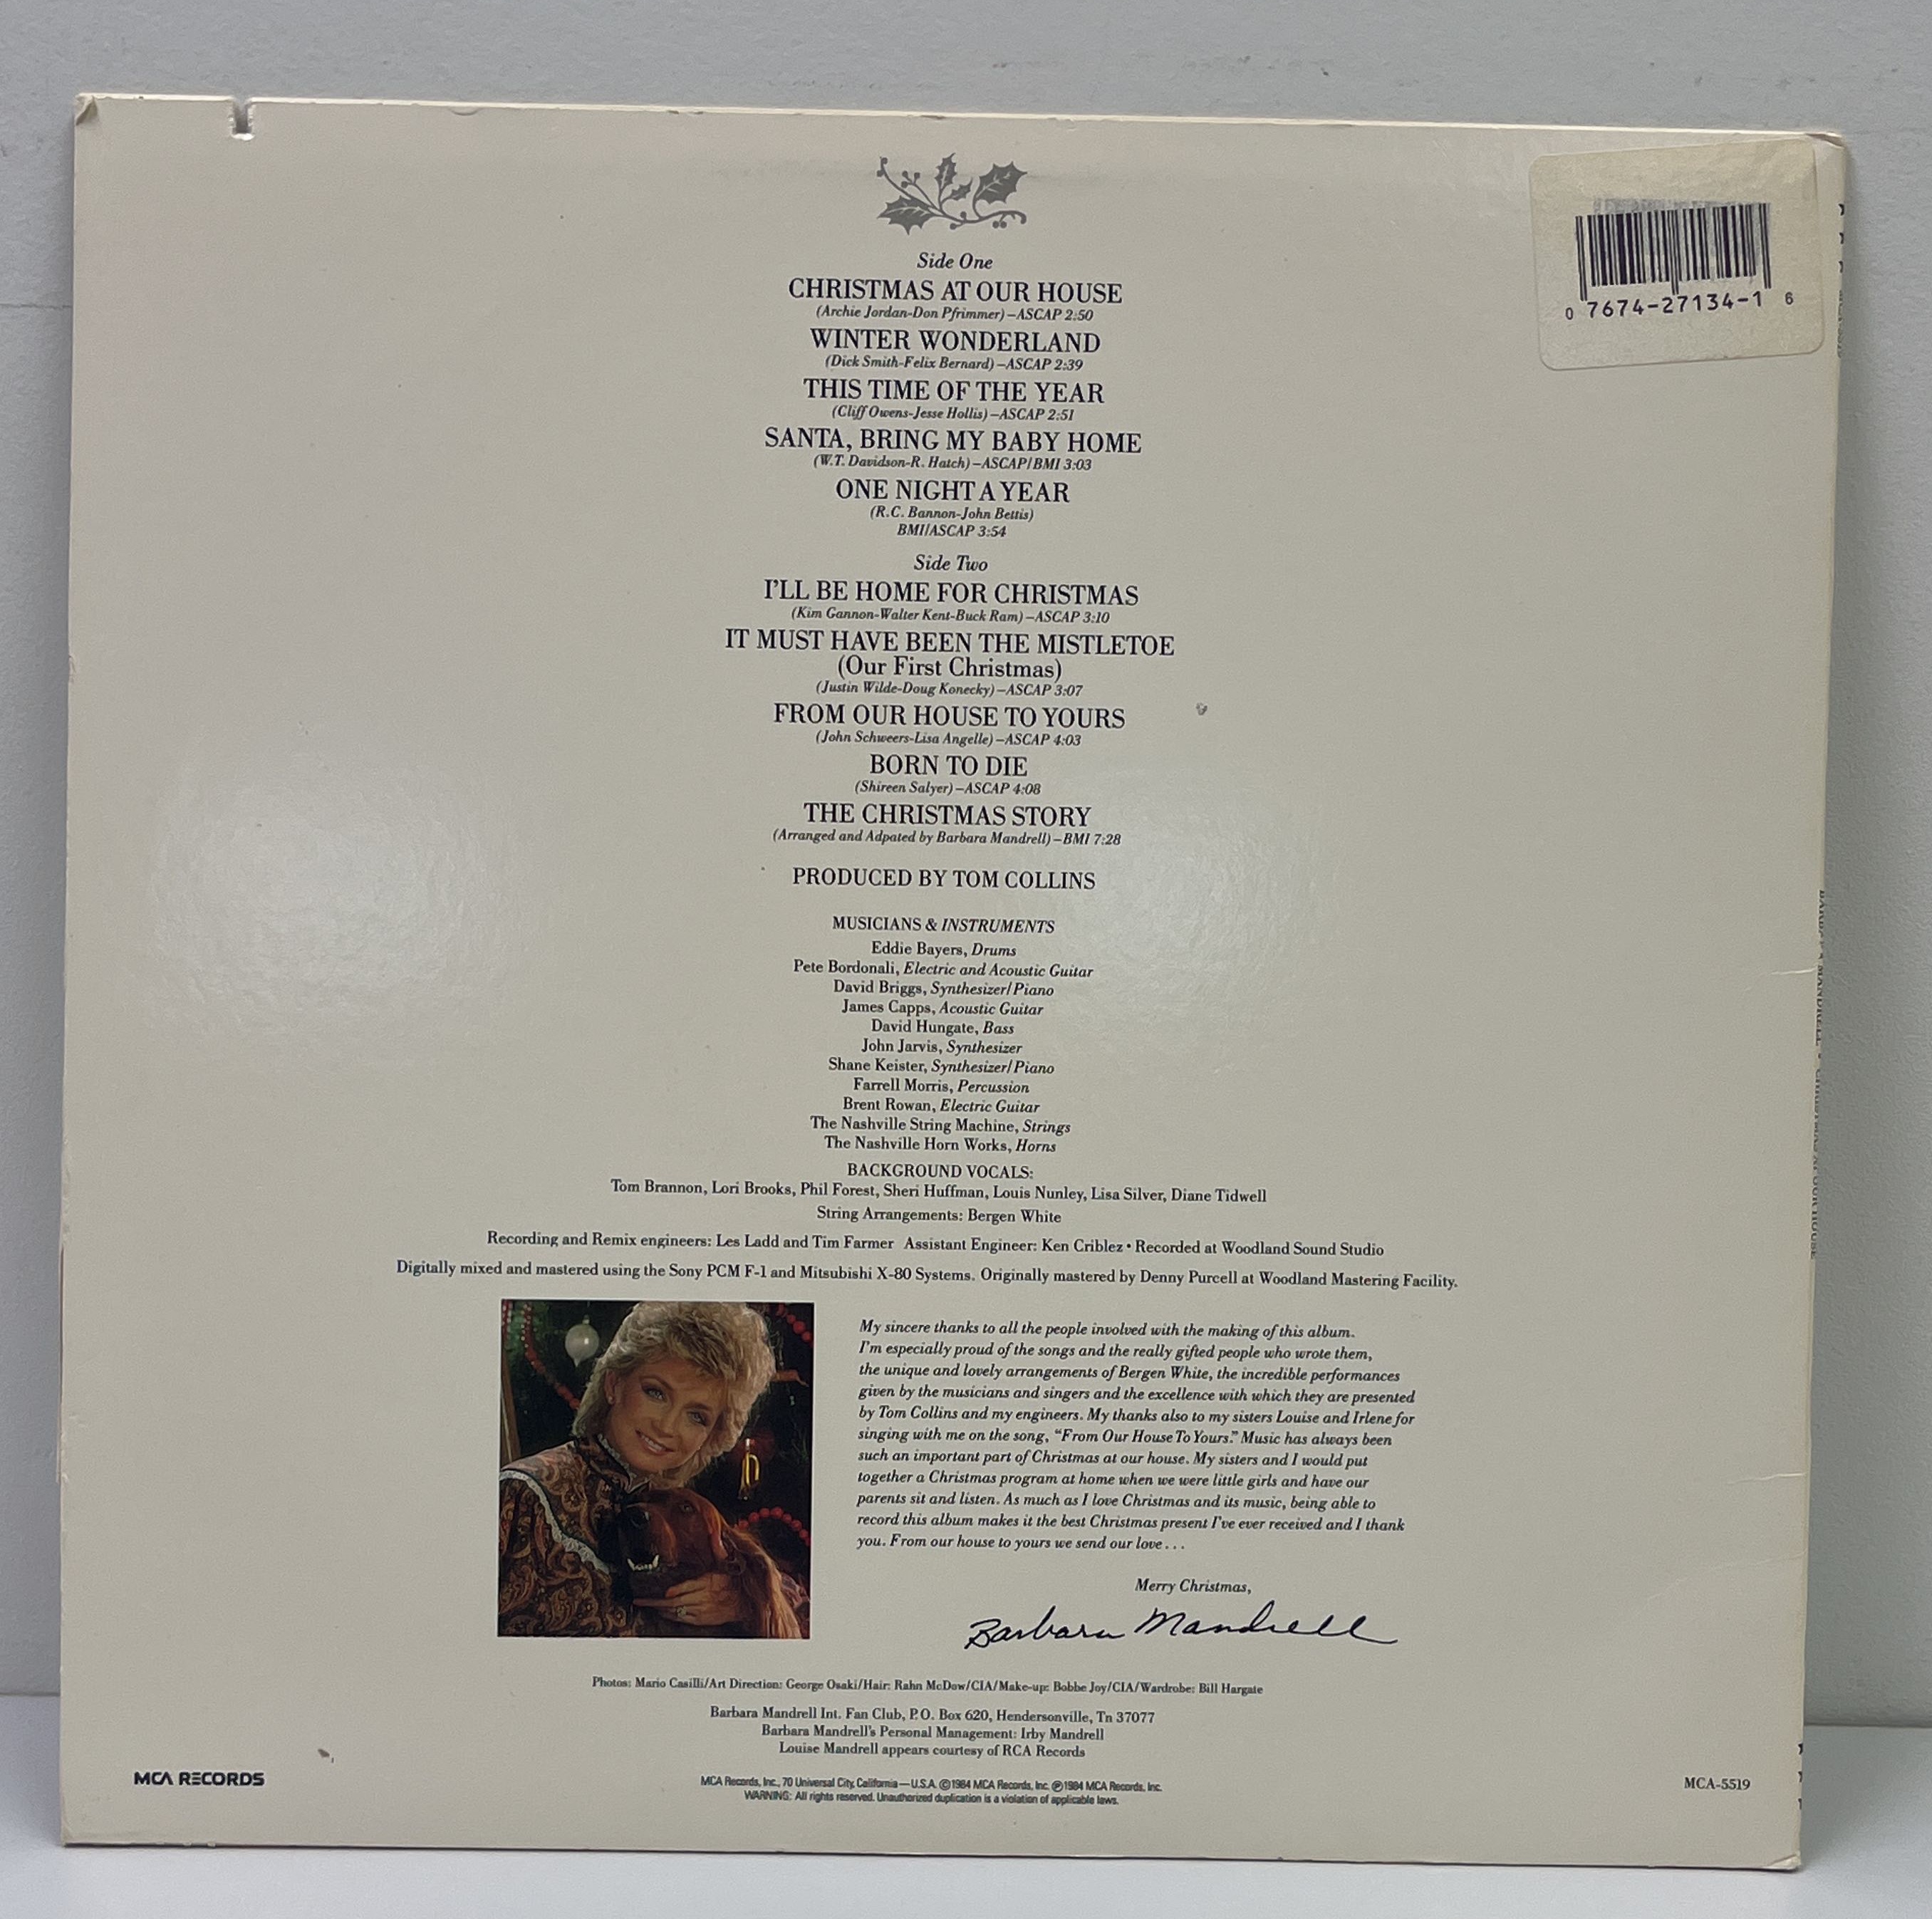 0 7674-27134-1 6
Side One
CHRISTMAS AT OUR HOUSE
(Archie Jordan-Don Pfrimmer)–ASCAP 2:50
WINTER WONDERLAND
(Dick Smith-Felix Bernard)–ASCAP 2:39
THIS TIME OF THE YEAR
(Cliff Owens-Jesse Hollis)–ASCAP 2:51
SANTA, BRING MY BABY HOME
(W.T. Davidson-R. Hatch)–ASCAP/BMI 3:03
ONE NIGHT A YEAR
(R.C. Bannon-John Bettis)
BMI/ASCAP 3:54
Side Two
I'LL BE HOME FOR CHRISTMAS
(Kim Gannon-Walter Kent-Buck Ram)–ASCAP 3:10
IT MUST HAVE BEEN THE MISTLETOE
(Our First Christmas)
(Justin Wilde-Doug Konecky)–ASCAP 3:07
FROM OUR HOUSE TO YOURS
(John Schweers-Lisa Angelle)–ASCAP 4:03
BORN TO DIE
(Shireen Salyer)–ASCAP 4:08
THE CHRISTMAS STORY
(Arranged and Adpated by Barbara Mandrell)–BMI 7:28
PRODUCED BY TOM COLLINS
MUSICIANS & INSTRUMENTS
Eddie Bayers, Drums
Pete Bordonali, Electric and Acoustic Guitar
David Briggs, Synthesizer/Piano
James Capps, Acoustic Guitar
David Hungate, Bass
John Jarvis, Synthesizer
Shane Keister, Synthesizer/Piano
Farrell Morris, Percussion
Brent Rowan, Electric Guitar
The Nashville String Machine, Strings
The Nashville Horn Works, Horns
BACKGROUND VOCALS:
Tom Brannon, Lori Brooks, Phil Forest, Sheri Huffman, Louis Nunley, Lisa Silver, Diane Tidwell
String Arrangements: Bergen White
Recording and Remix engineers: Les Ladd and Tim Farmer Assistant Engineer: Ken Criblez • Recorded at Woodland Sound Studio
Digitally mixed and mastered using the Sony PCM F-1 and Mitsubishi X-80 Systems. Originally mastered by Denny Purcell at Woodland Mastering Facility.
My sincere thanks to all the people involved with the making of this album.
I'm especially proud of the songs and the really gifted people who wrote them,
the unique and lovely arrangements of Bergen White, the incredible performances
given by the musicians and singers and the excellence with which they are presented
by Tom Collins and my engineers. My thanks also to my sisters Louise and Irlene for
singing with me on the song, "From Our House To Yours." Music has always been
such an important part of Christmas at our house. My sisters and I would put
together a Christmas program at home when we were little girls and have our
parents sit and listen. As much as I love Christmas and its music, being able to
record this album makes it the best Christmas present I've ever received and I thank
you. From our house to yours we send our love . . .
Merry Christmas,
Barbara Mandrell
Photos: Mario Casilli/Art Direction: George Osaki/Hair: Rahn McDow/CIA/Make-up: Bobbe Joy/CIA/Wardrobe: Bill Hargate
Barbara Mandrell Int. Fan Club, P.O. Box 620, Hendersonville, Tn 37077
Barbara Mandrell's Personal Management: Irby Mandrell
Louise Mandrell appears courtesy of RCA Records
MCA RECORDS
MCA Records, Inc., 70 Universal City, California—U.S.A. ©1984 MCA Records, Inc. ℗1984 MCA Records, Inc.
WARNING: All rights reserved. Unauthorized duplication is a violation of applicable laws.
MCA-5519